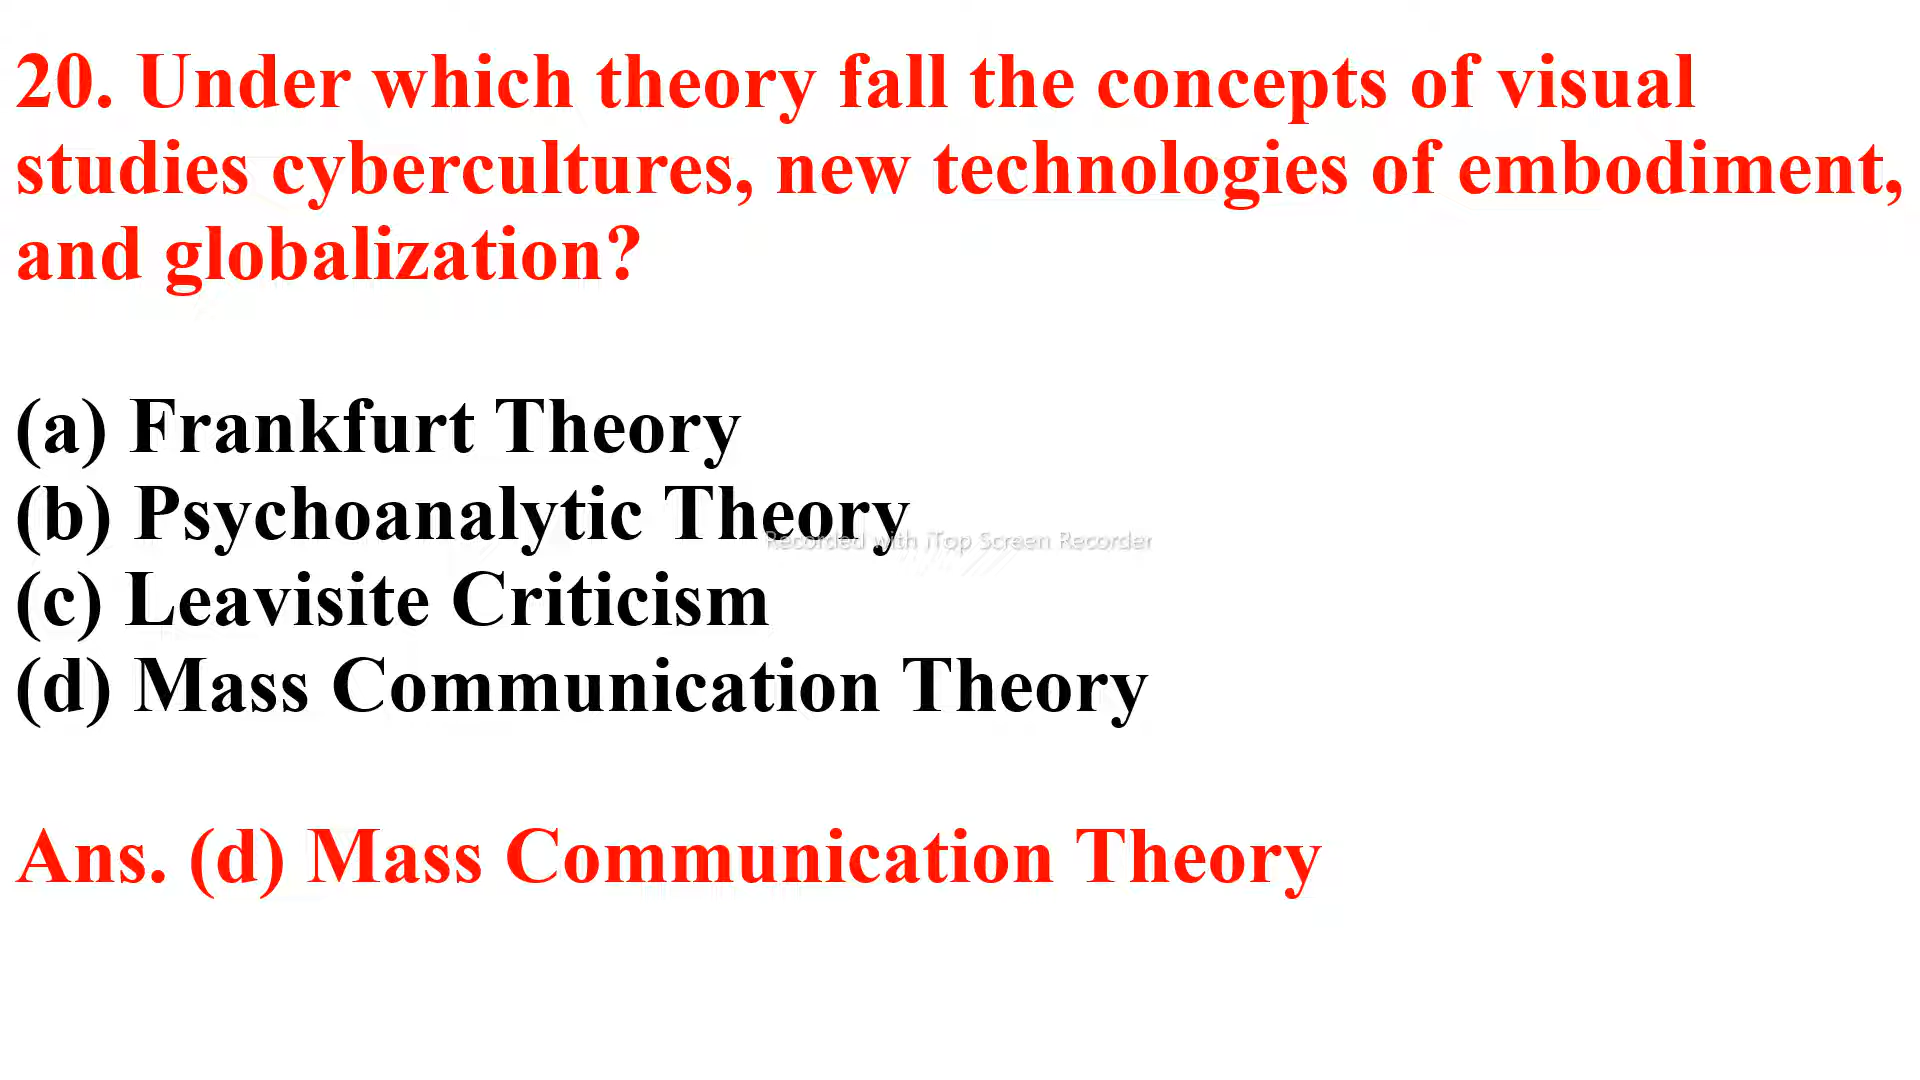 20. Under which theory fall the concepts of visual
studies cybercultures, new technologies of embodiment,
and globalization?
(a) Frankfurt Theory
(b) Psychoanalytic Theory
Recorded with iTop Screen Recorder
(c) Leavisite Criticism
(d) Mass Communication Theory
Ans. (d) Mass Communication Theory